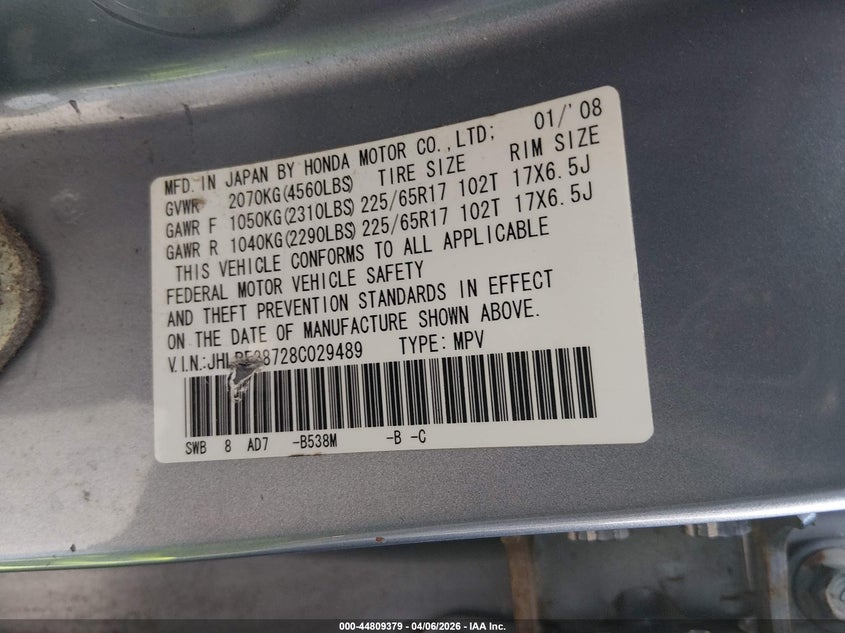 MFD. IN JAPAN BY HONDA MOTOR CO., LTD; 01/'08
GVWR 2070KG(4560LBS) TIRE SIZE RIM SIZE
GAWR F 1050KG(2310LBS) 225/65R17 102T 17X6.5J
GAWR R 1040KG(2290LBS) 225/65R17 102T 17X6.5J
THIS VEHICLE CONFORMS TO ALL APPLICABLE
FEDERAL MOTOR VEHICLE SAFETY
AND THEFT PREVENTION STANDARDS IN EFFECT
ON THE DATE OF MANUFACTURE SHOWN ABOVE.
V.I.N.: TYPE: MPV
SWB 8 AD7 -B538M -B -C
000-44809379 - 04/06/2026 - IAA Inc.